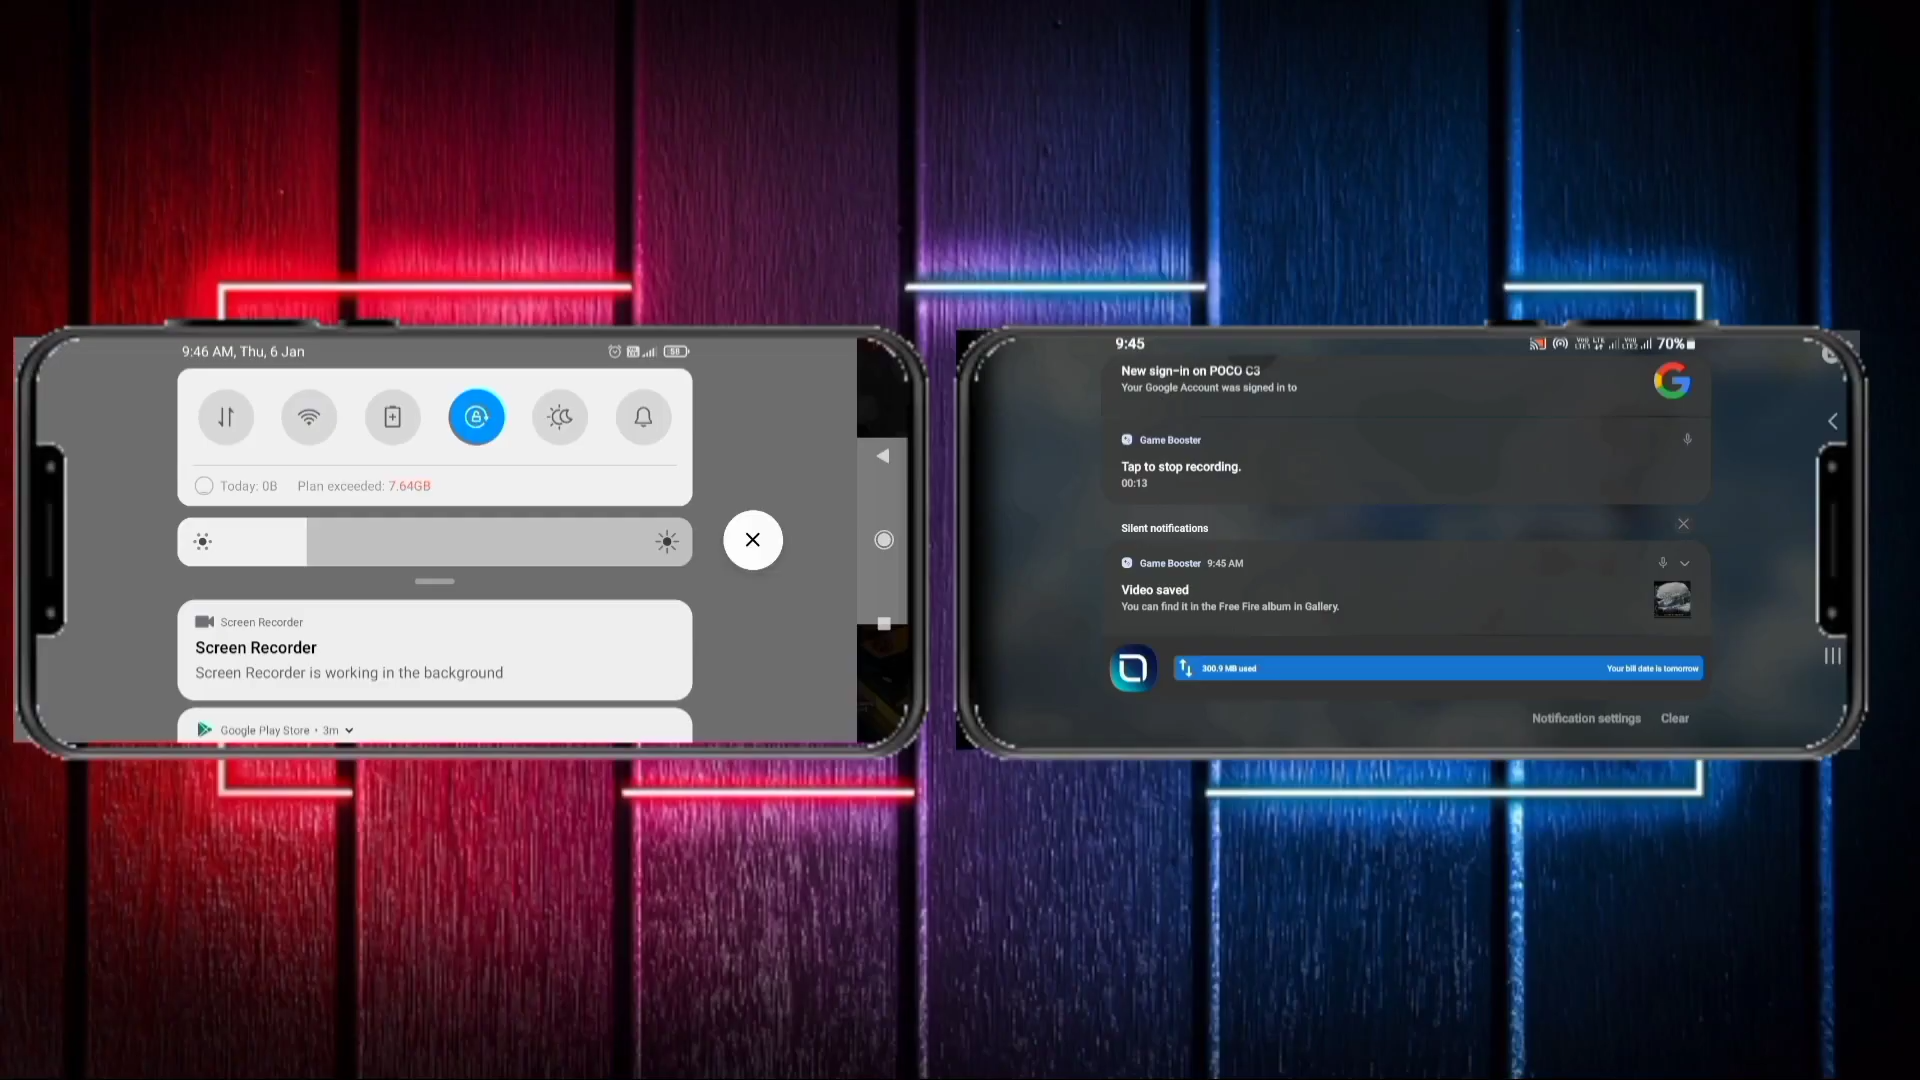 9:46 AM, Thu, 6 Jan
58
Today: 0B Plan exceeded: 7.64GB
Screen Recorder
Screen Recorder
Screen Recorder is working in the background
Google Play Store • 3m
9:45
70%
New sign-in on POCO C3
Your Google Account was signed in to
Game Booster
Tap to stop recording.
00:13
Silent notifications
Game Booster 9:45 AM
Video saved
You can find it in the Free Fire album in Gallery.
300.9 MB used
Your bill date is tomorrow
Notification settings Clear